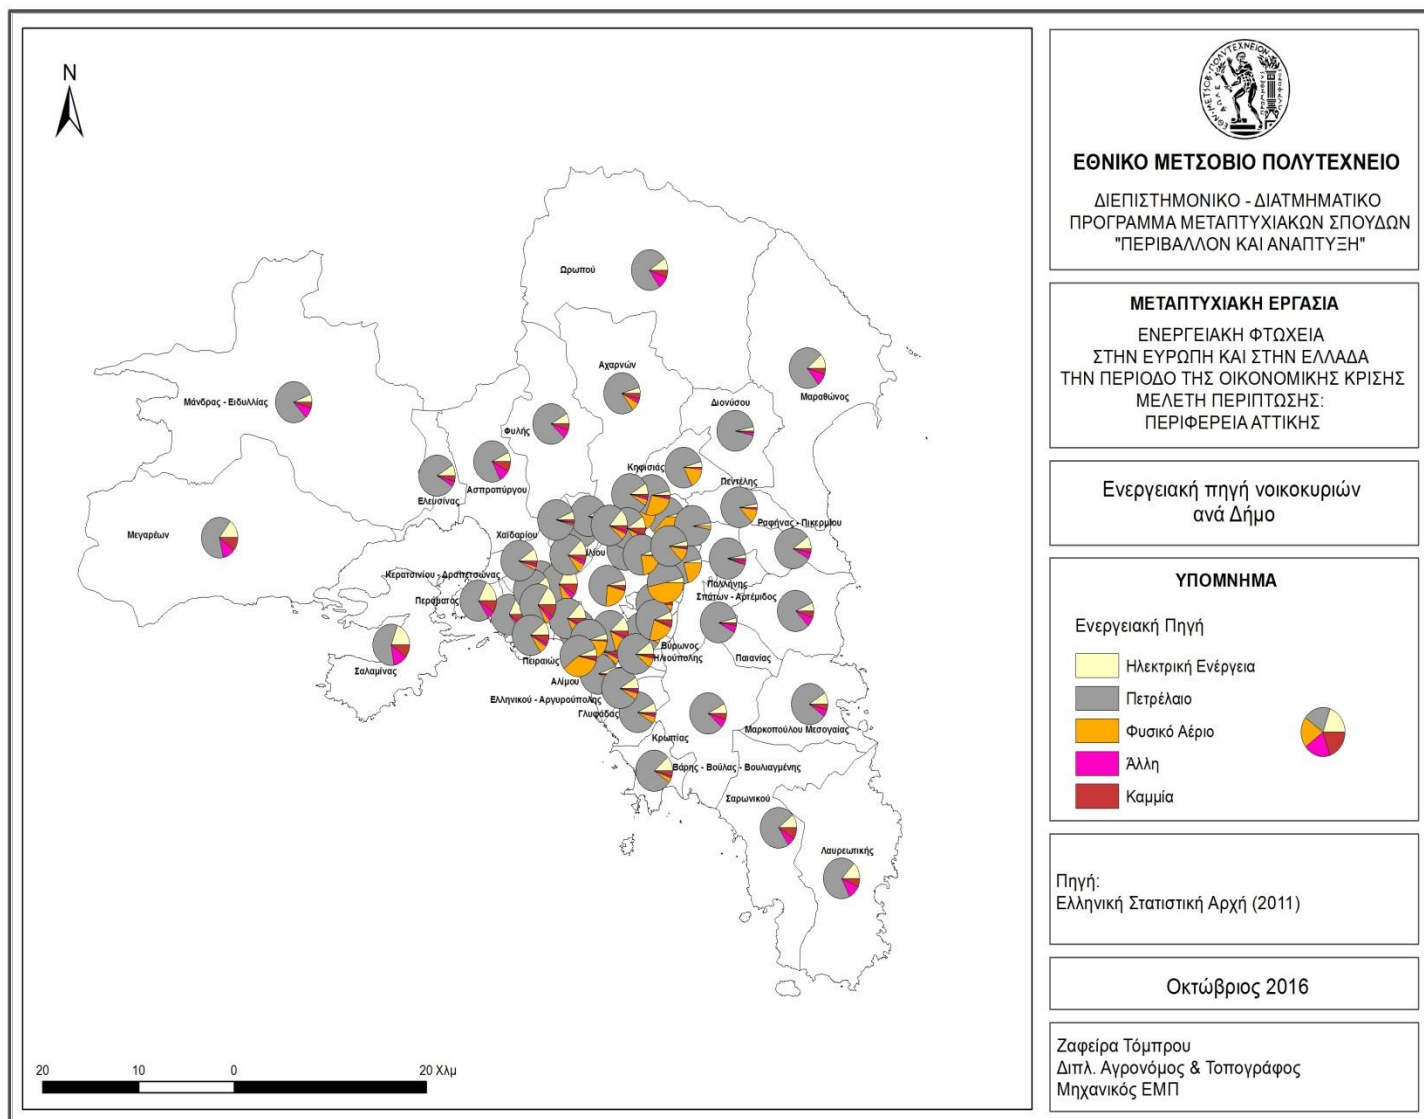 N
Ωρωπού
Αχαρνών
Μαραθώνος
Μάνδρας - Ειδυλλίας
Διονύσου
Φυλής
Κηφισιάς
Ασπροπύργου
Ελευσίνας
Πεντέλης
Ραφήνας - Πικερμίου
Μεγαρέων
Χαϊδαρίου
Κερατσινίου - Δραπετσώνας
Παλλήνης
Σπάτων - Αρτέμιδος
Περάματος
Βύρωνος
Ηλιούπολης
Παιανίας
Πειραιώς
Σαλαμίνας
Αλίμου
Ελληνικού - Αργυρούπολης
Γλυφάδας
Κρωπίας
Μαρκοπούλου Μεσογαίας
Βάρης - Βούλας - Βουλιαγμένης
Σαρωνικού
Λαυρεωτικής
20 10 0 20 Χλμ
ΕΘΝΙΚΟ ΜΕΤΣΟΒΙΟ ΠΟΛΥΤΕΧΝΕΙΟ
ΔΙΕΠΙΣΤΗΜΟΝΙΚΟ - ΔΙΑΤΜΗΜΑΤΙΚΟ
ΠΡΟΓΡΑΜΜΑ ΜΕΤΑΠΤΥΧΙΑΚΩΝ ΣΠΟΥΔΩΝ
"ΠΕΡΙΒΑΛΛΟΝ ΚΑΙ ΑΝΑΠΤΥΞΗ"
ΜΕΤΑΠΤΥΧΙΑΚΗ ΕΡΓΑΣΙΑ
ΕΝΕΡΓΕΙΑΚΗ ΦΤΩΧΕΙΑ
ΣΤΗΝ ΕΥΡΩΠΗ ΚΑΙ ΣΤΗΝ ΕΛΛΑΔΑ
ΤΗΝ ΠΕΡΙΟΔΟ ΤΗΣ ΟΙΚΟΝΟΜΙΚΗΣ ΚΡΙΣΗΣ
ΜΕΛΕΤΗ ΠΕΡΙΠΤΩΣΗΣ:
ΠΕΡΙΦΕΡΕΙΑ ΑΤΤΙΚΗΣ
Ενεργειακή πηγή νοικοκυριών
ανά Δήμο
ΥΠΟΜΝΗΜΑ
Ενεργειακή Πηγή
Ηλεκτρική Ενέργεια
Πετρέλαιο
Φυσικό Αέριο
Άλλη
Καμμία
Πηγή:
Ελληνική Στατιστική Αρχή (2011)
Οκτώβριος 2016
Ζαφείρα Τόμπρου
Διπλ. Αγρονόμος & Τοπογράφος
Μηχανικός ΕΜΠ